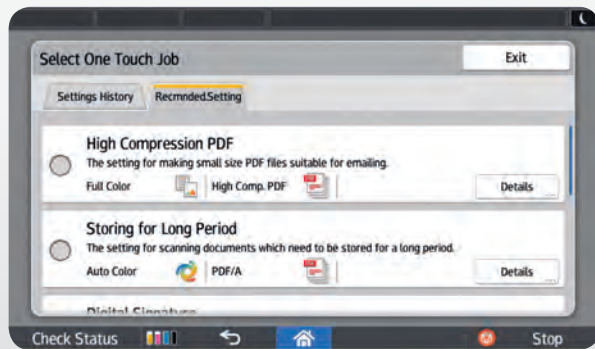 Select One Touch Job
Exit
Settings History
Recmnded.Setting
High Compression PDF
The setting for making small size PDF files suitable for emailing.
Full Color
High Comp. PDF
Details
Storing for Long Period
The setting for scanning documents which need to be stored for a long period.
Auto Color
PDF/A
Details
Digital Signature
Check Status
Stop